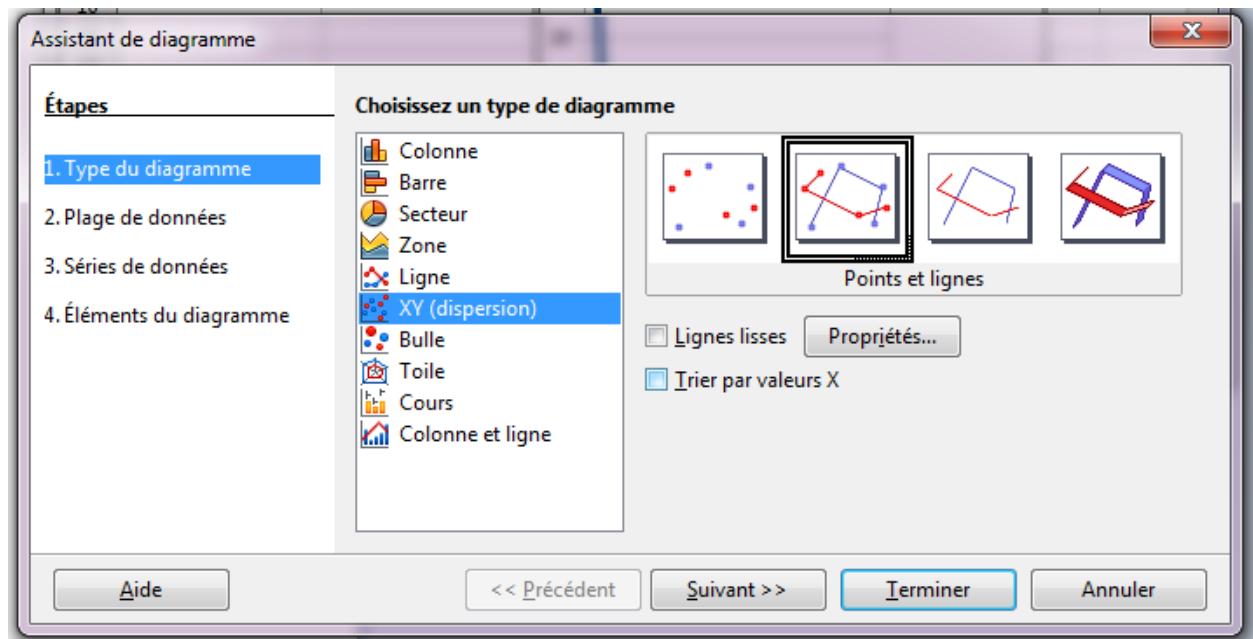 10
Assistant de diagramme
Étapes
1. Type du diagramme
2. Plage de données
3. Séries de données
4. Éléments du diagramme
Choisissez un type de diagramme
Colonne
Barre
Secteur
Zone
Ligne
XY (dispersion)
Bulle
Toile
Cours
Colonne et ligne
Points et lignes
Lignes lisses
Propriétés...
Trier par valeurs X
Aide
<< Précédent
Suivant >>
Terminer
Annuler